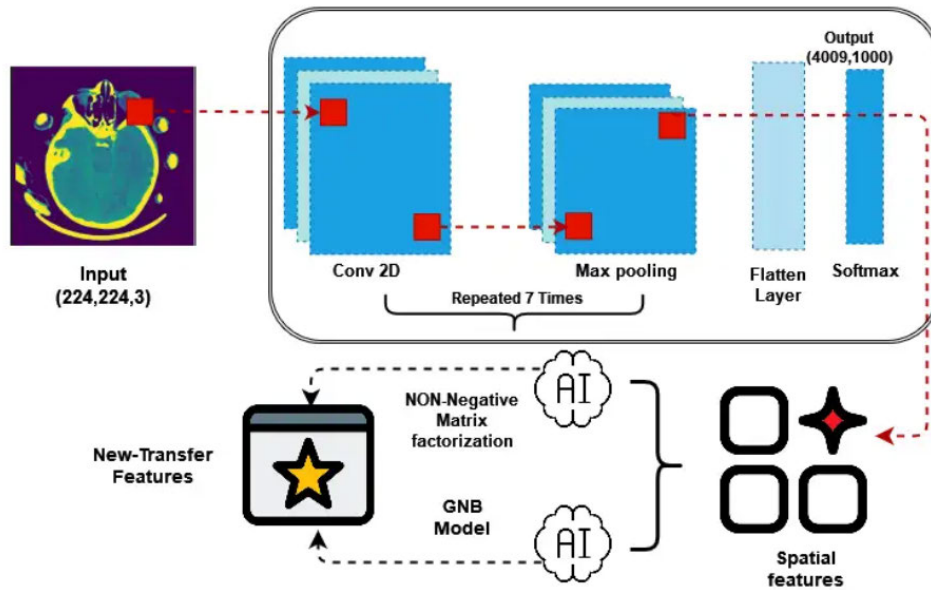 Output
(4009,1000)
Input
(224,224,3)
Conv 2D
Max pooling
Flatten
Layer
Softmax
Repeated 7 Times
AI
NON-Negative
Matrix
factorization
New-Transfer
Features
GNB
Model
AI
Spatial
features